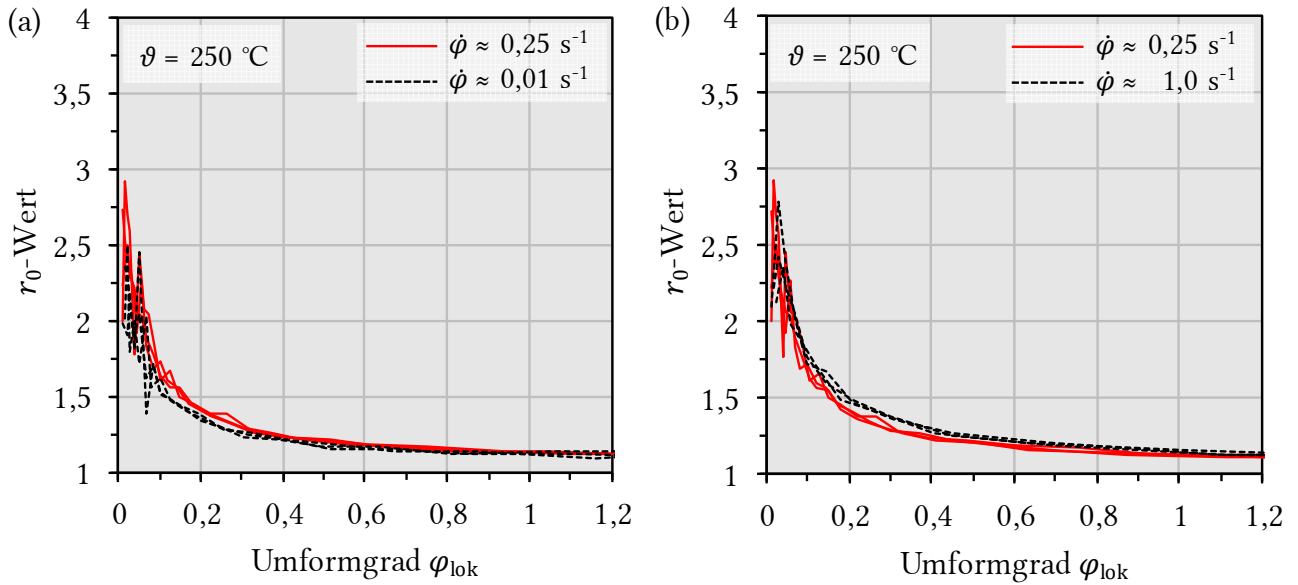 (a)
ϑ = 250 °C
φ̇ ≈ 0,25 s⁻¹
φ̇ ≈ 0,01 s⁻¹
4
3,5
3
2,5
2
1,5
1
r₀-Wert
0 0,2 0,4 0,6 0,8 1 1,2
Umformgrad φlok
(b)
ϑ = 250 °C
φ̇ ≈ 0,25 s⁻¹
φ̇ ≈ 1,0 s⁻¹
4
3,5
3
2,5
2
1,5
1
r₀-Wert
0 0,2 0,4 0,6 0,8 1 1,2
Umformgrad φlok